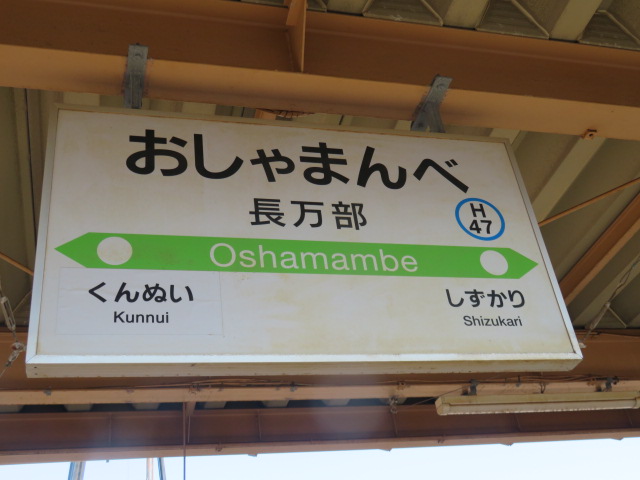 おしゃまんべ
長万部
H
47
Oshamambe
くんぬい
Kunnui
しずかり
Shizukari